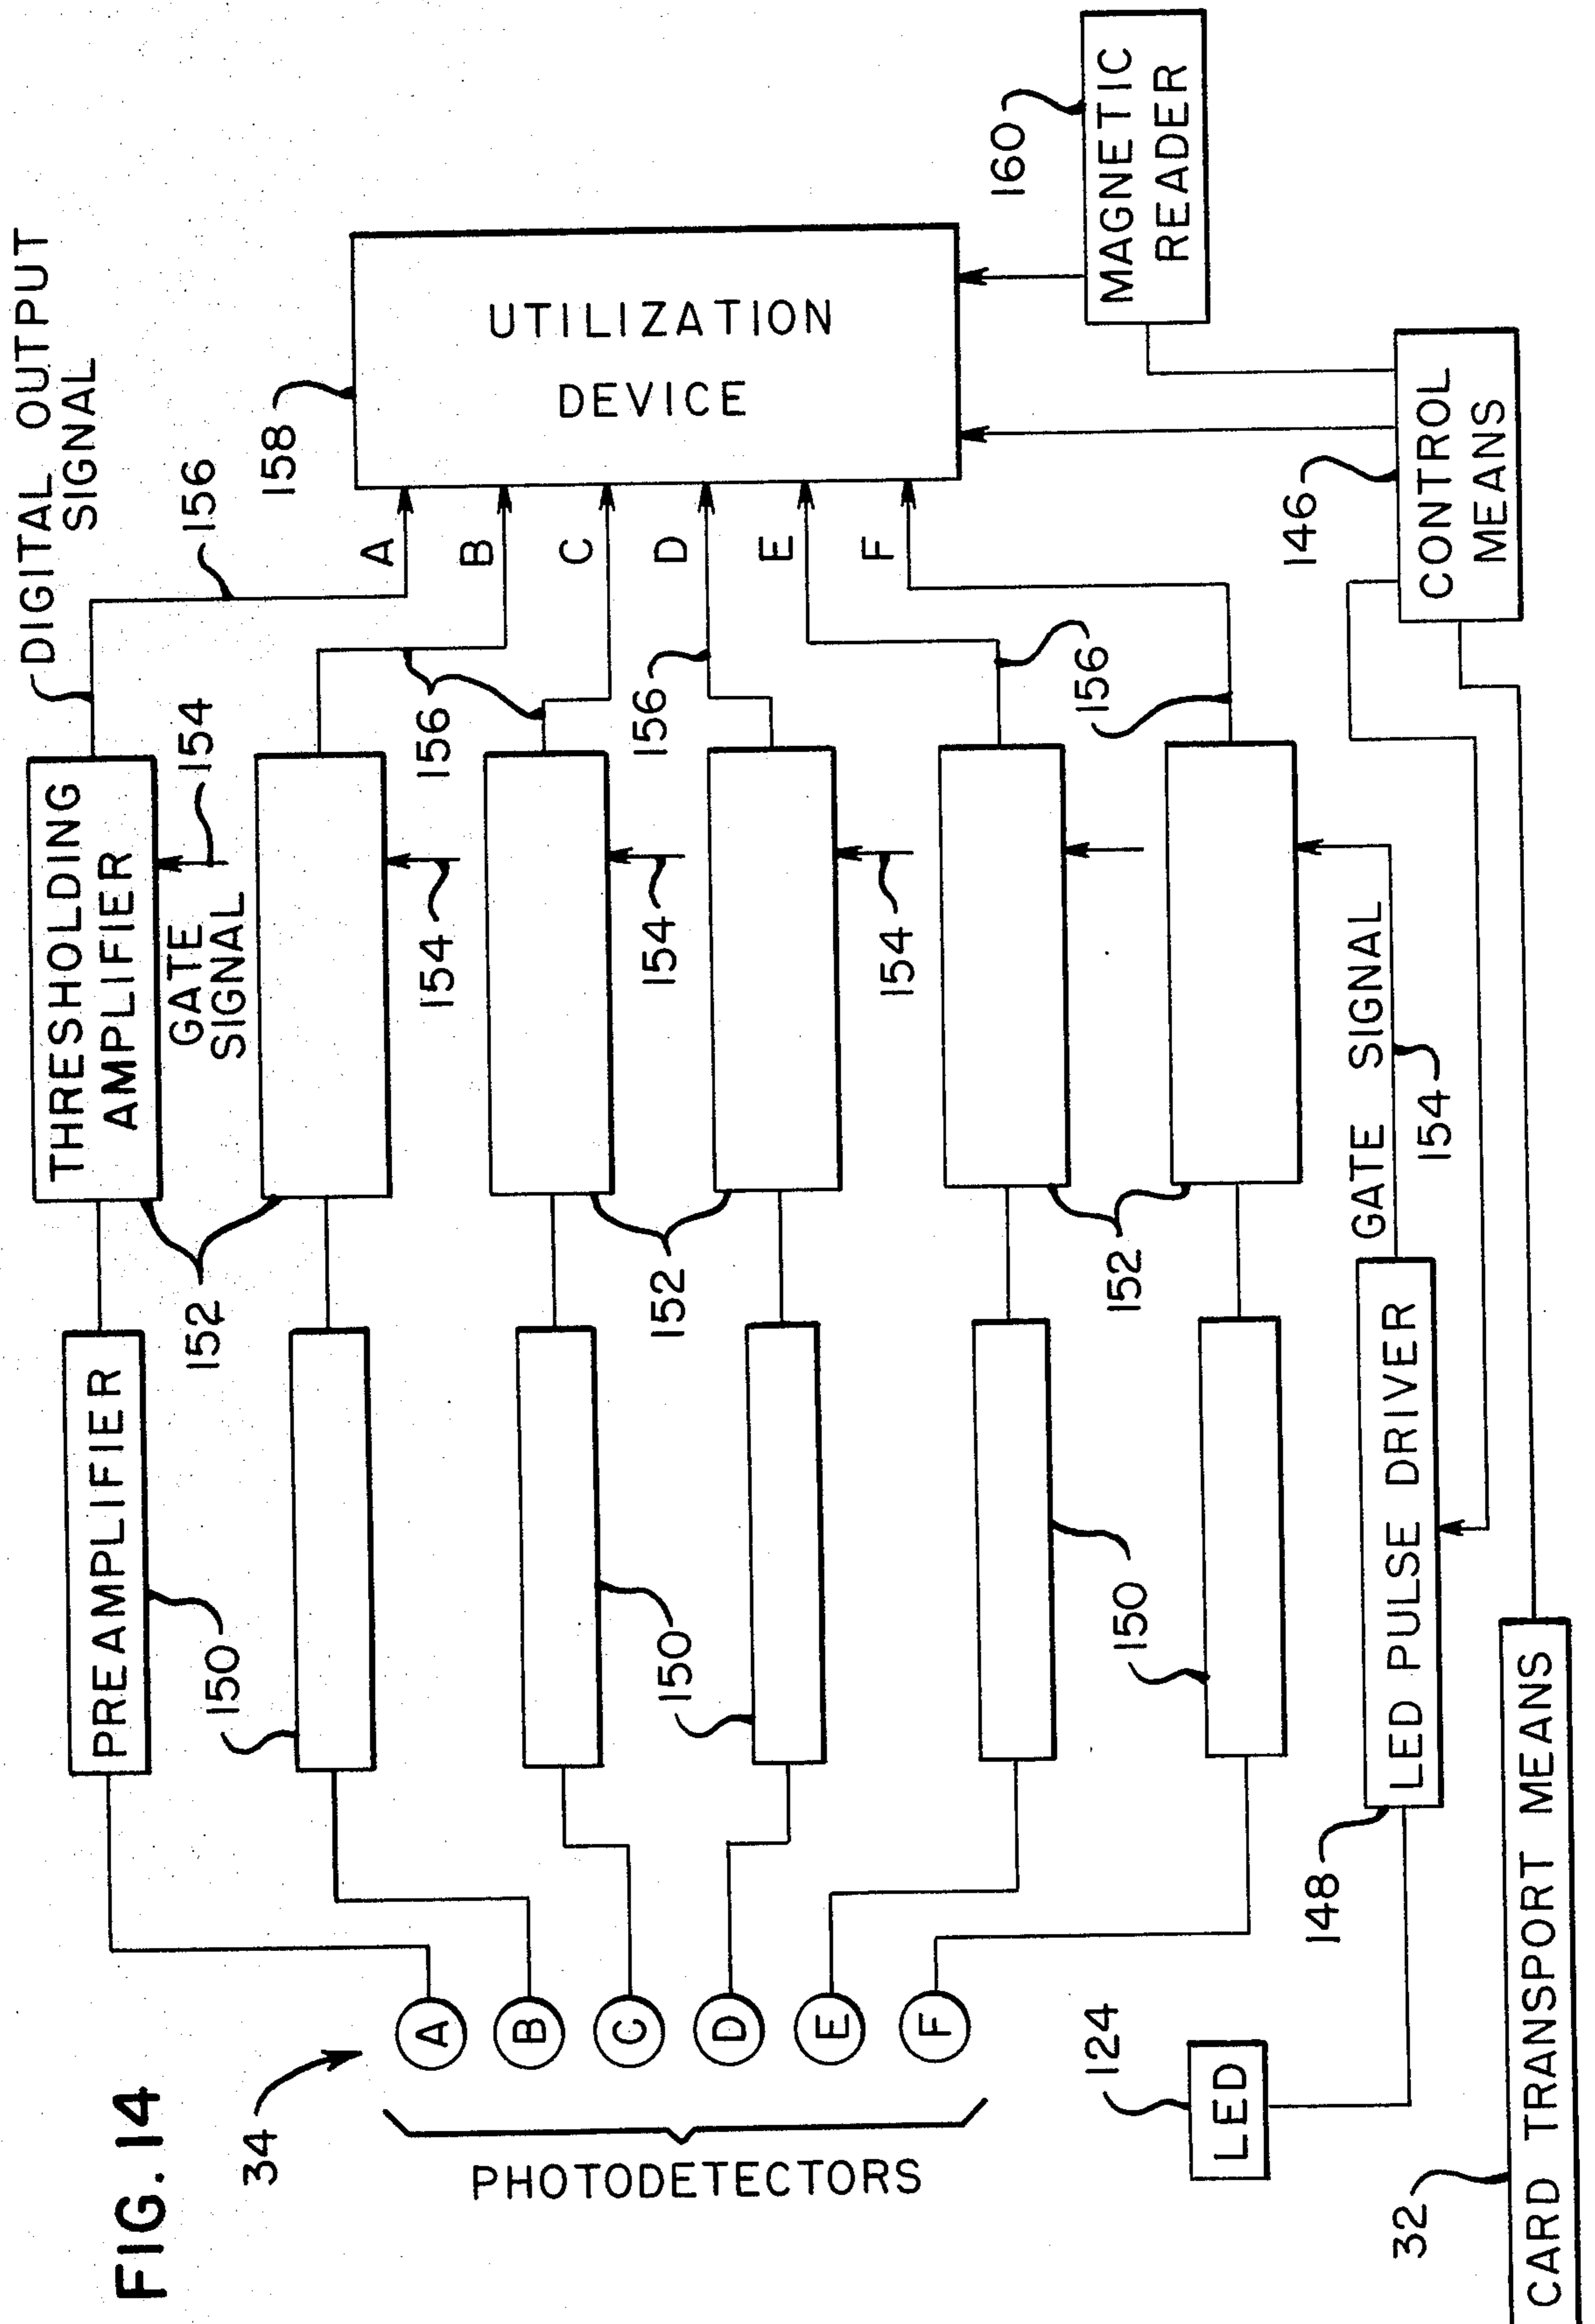 FIG. 14
34
PHOTODETECTORS
A
B
C
D
E
F
PREAMPLIFIER
150
150
150
152
152
152
THRESHOLDING
AMPLIFIER
GATE
SIGNAL
154
154
154
154
DIGITAL OUTPUT
SIGNAL
156
156
156
156
A
B
C
D
E
F
158
UTILIZATION
DEVICE
160
MAGNETIC
READER
146
CONTROL
MEANS
GATE SIGNAL
154
LED PULSE DRIVER
148
124
LED
32
CARD TRANSPORT MEANS